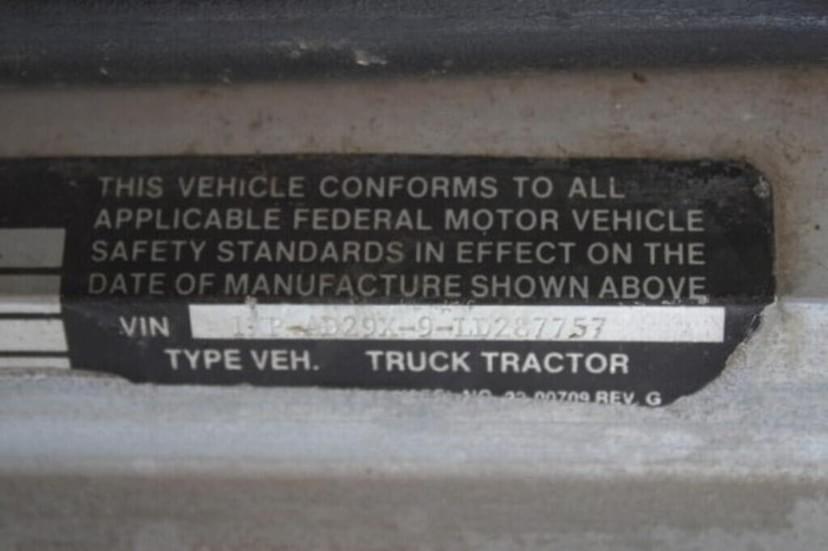 THIS VEHICLE CONFORMS TO ALL
APPLICABLE FEDERAL MOTOR VEHICLE
SAFETY STANDARDS IN EFFECT ON THE
DATE OF MANUFACTURE SHOWN ABOVE
VIN
TYPE VEH. TRUCK TRACTOR
NO. REV. G